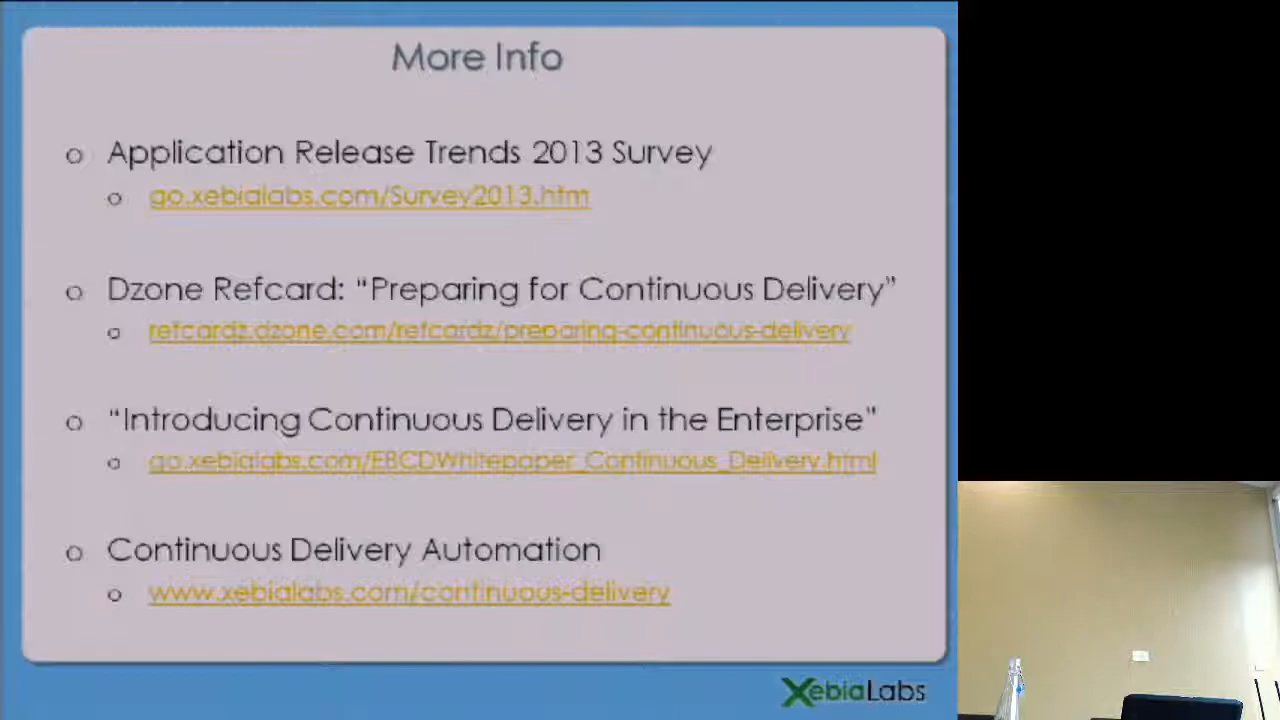 More Info
Application Release Trends 2013 Survey
go.xebialabs.com/Survey2013.htm
Dzone Refcard: “Preparing for Continuous Delivery”
refcardz.dzone.com/refcardz/preparing-continuous-delivery
“Introducing Continuous Delivery in the Enterprise”
go.xebialabs.com/EBCDWhitepaper_Continuous_Delivery.html
Continuous Delivery Automation
www.xebialabs.com/continuous-delivery
XebiaLabs